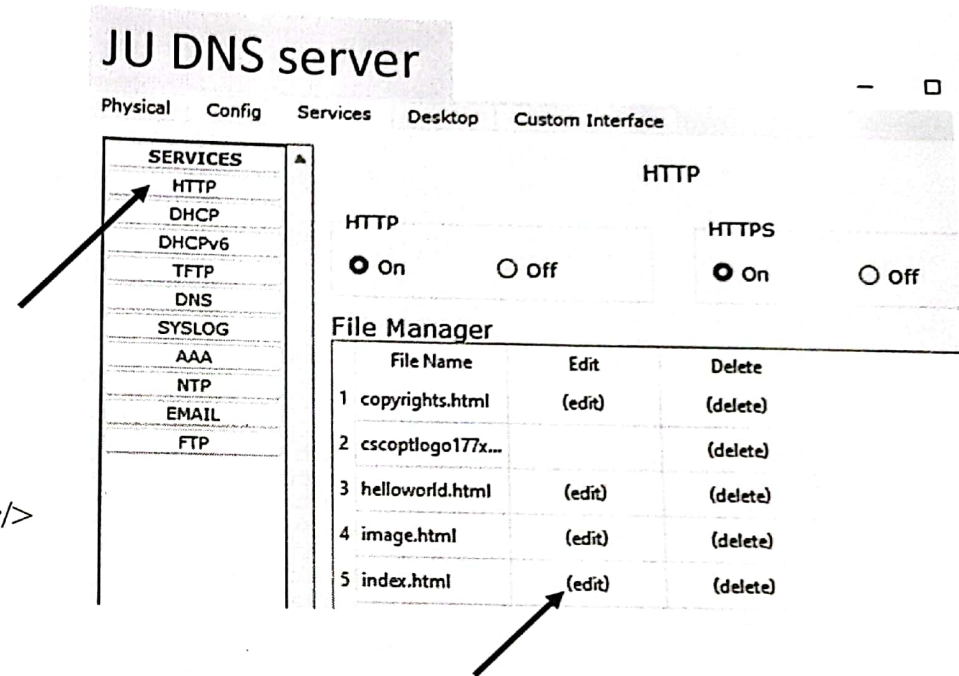 JU DNS server
Physical Config Services Desktop Custom Interface
SERVICES
HTTP
DHCP
DHCPv6
TFTP
DNS
SYSLOG
AAA
NTP
EMAIL
FTP
HTTP
HTTP
On Off
HTTPS
On Off
File Manager
File Name Edit Delete
1 copyrights.html (edit) (delete)
2 cscoptlogo177x... (delete)
3 helloworld.html (edit) (delete)
4 image.html (edit) (delete)
5 index.html (edit) (delete)
/>